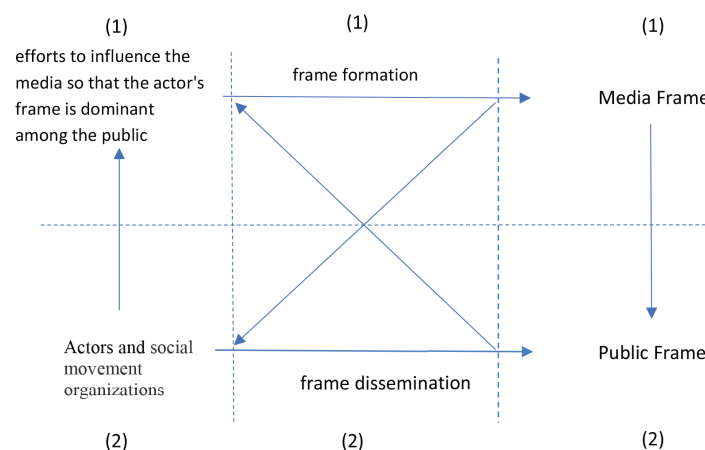 (1)
(1)
(1)
efforts to influence the
media so that the actor's
frame is dominant
among the public
frame formation
Media Frame
Actors and social
movement
organizations
frame dissemination
Public Frame
(2)
(2)
(2)